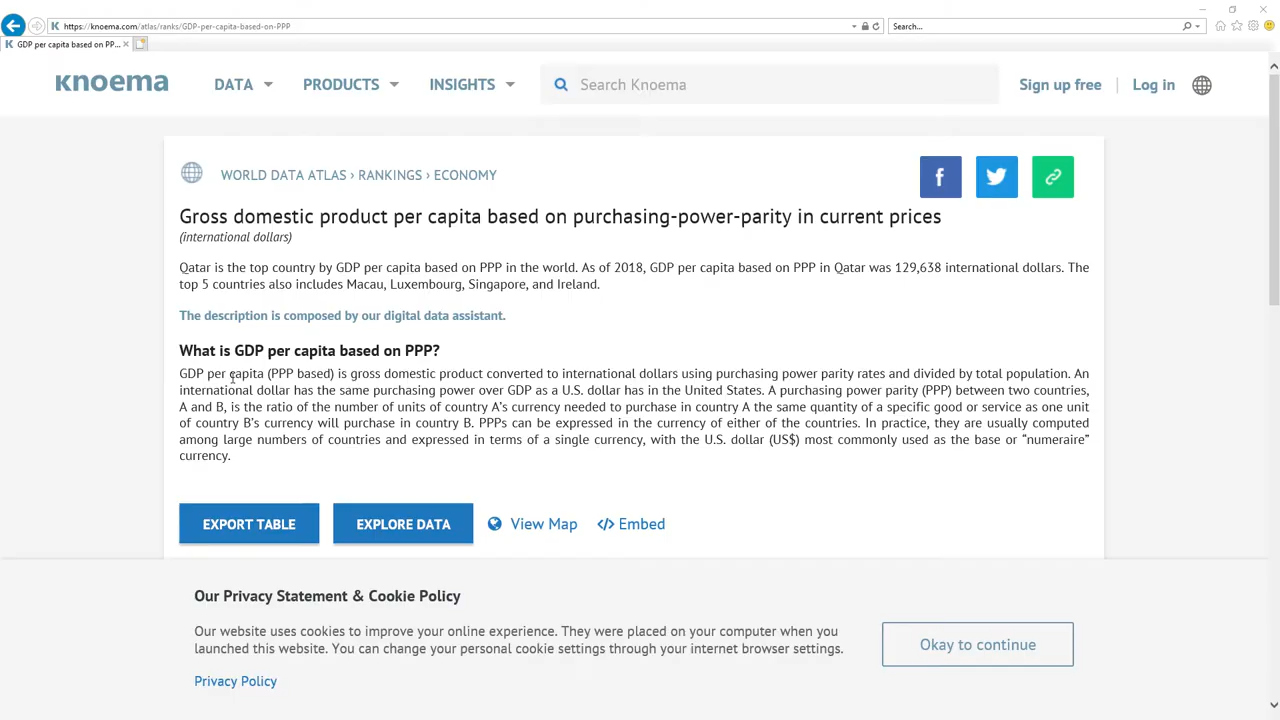 https://knoema.com/atlas/ranks/GDP-per-capita-based-on-PPP
Search...
GDP per capita based on PP...
knoema
DATA
PRODUCTS
INSIGHTS
Search Knoema
Sign up free
Log in
WORLD DATA ATLAS › RANKINGS › ECONOMY
Gross domestic product per capita based on purchasing-power-parity in current prices
(international dollars)
Qatar is the top country by GDP per capita based on PPP in the world. As of 2018, GDP per capita based on PPP in Qatar was 129,638 international dollars. The
top 5 countries also includes Macau, Luxembourg, Singapore, and Ireland.
The description is composed by our digital data assistant.
What is GDP per capita based on PPP?
GDP per capita (PPP based) is gross domestic product converted to international dollars using purchasing power parity rates and divided by total population. An
international dollar has the same purchasing power over GDP as a U.S. dollar has in the United States. A purchasing power parity (PPP) between two countries,
A and B, is the ratio of the number of units of country A’s currency needed to purchase in country A the same quantity of a specific good or service as one unit
of country B’s currency will purchase in country B. PPPs can be expressed in the currency of either of the countries. In practice, they are usually computed
among large numbers of countries and expressed in terms of a single currency, with the U.S. dollar (US$) most commonly used as the base or “numeraire”
currency.
EXPORT TABLE
EXPLORE DATA
View Map
</> Embed
Our Privacy Statement & Cookie Policy
Our website uses cookies to improve your online experience. They were placed on your computer when you
launched this website. You can change your personal cookie settings through your internet browser settings.
Okay to continue
Privacy Policy